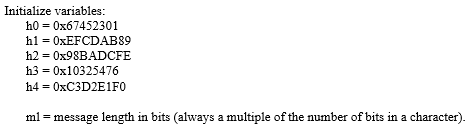 Initialize variables:
h0 = 0x67452301
h1 = 0xEFCDAB89
h2 = 0x98BADCFE
h3 = 0x10325476
h4 = 0xC3D2E1F0
ml = message length in bits (always a multiple of the number of bits in a character).